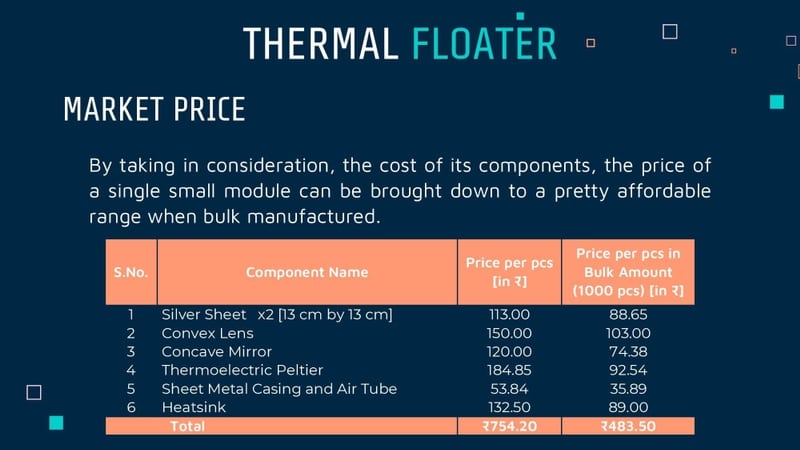 THERMAL FLOATER
MARKET PRICE
By taking in consideration, the cost of its components, the price of
a single small module can be brought down to a pretty affordable
range when bulk manufactured.
S.No. Component Name Price per pcs [in ₹] Price per pcs in Bulk Amount (1000 pcs) [in ₹]
1 Silver Sheet x2 [13 cm by 13 cm] 113.00 88.65
2 Convex Lens 150.00 103.00
3 Concave Mirror 120.00 74.38
4 Thermoelectric Peltier 184.85 92.54
5 Sheet Metal Casing and Air Tube 53.84 35.89
6 Heatsink 132.50 89.00
Total ₹754.20 ₹483.50